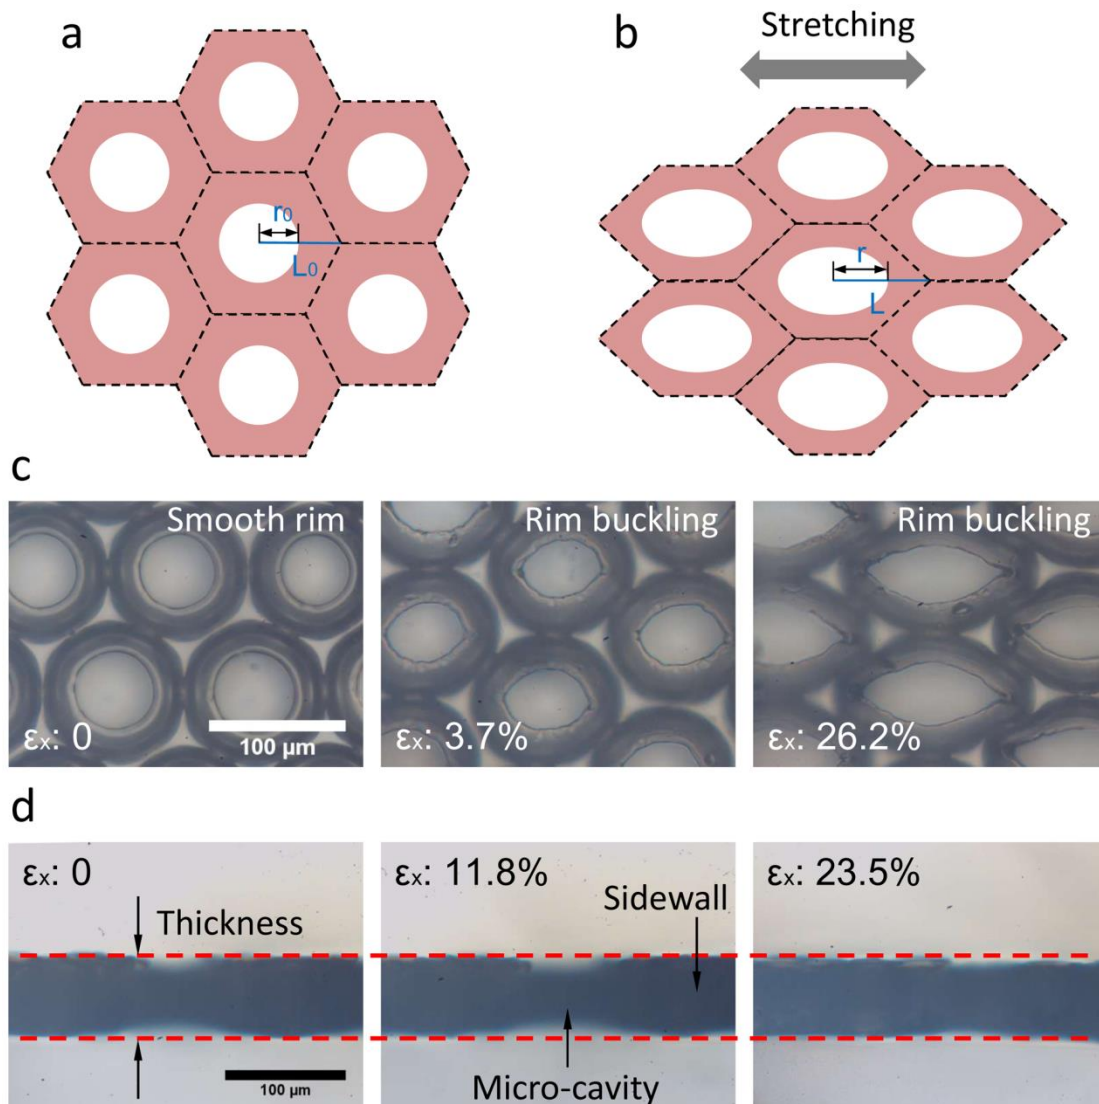 a
b
Stretching
r0
L0
r
L
c
Smooth rim
Rim buckling
Rim buckling
εx: 0
100 µm
εx: 3.7%
εx: 26.2%
d
εx: 0
εx: 11.8%
εx: 23.5%
Thickness
Sidewall
100 µm
Micro-cavity